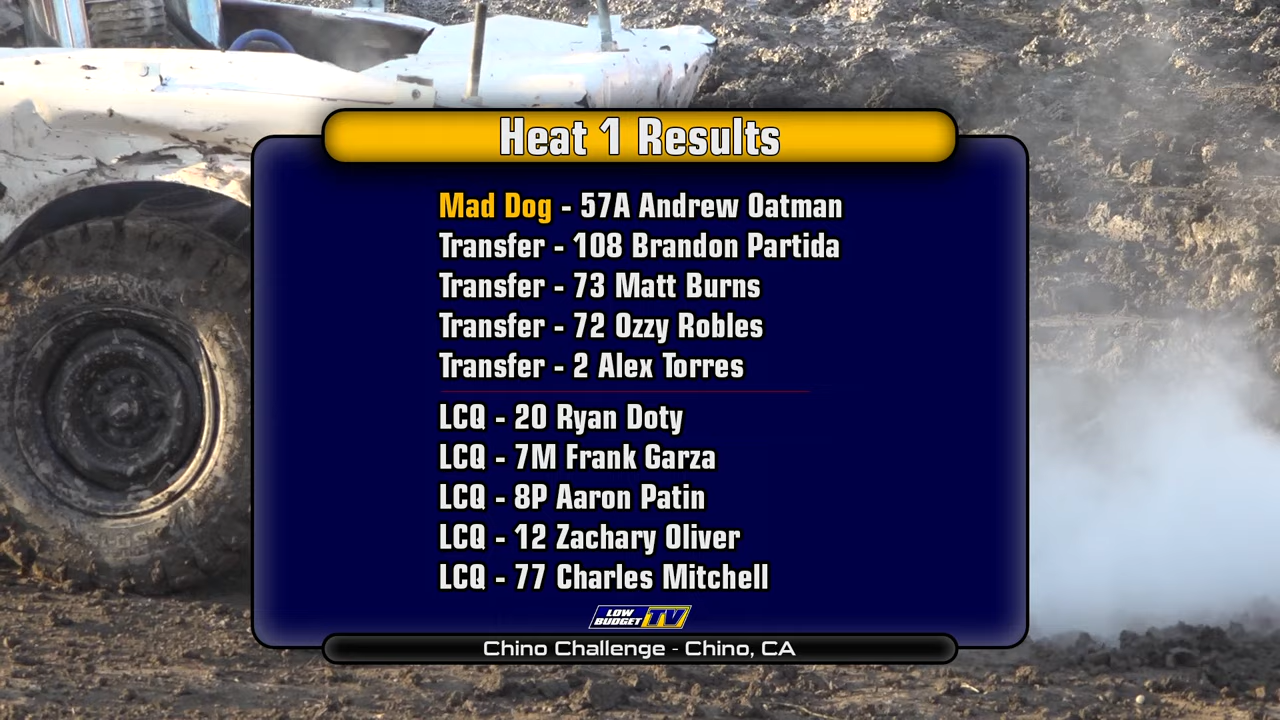 Heat 1 Results
Mad Dog - 57A Andrew Oatman
Transfer - 108 Brandon Partida
Transfer - 73 Matt Burns
Transfer - 72 Ozzy Robles
Transfer - 2 Alex Torres
LCQ - 20 Ryan Doty
LCQ - 7M Frank Garza
LCQ - 8P Aaron Patin
LCQ - 12 Zachary Oliver
LCQ - 77 Charles Mitchell
LOW BUDGET TV
Chino Challenge - Chino, CA